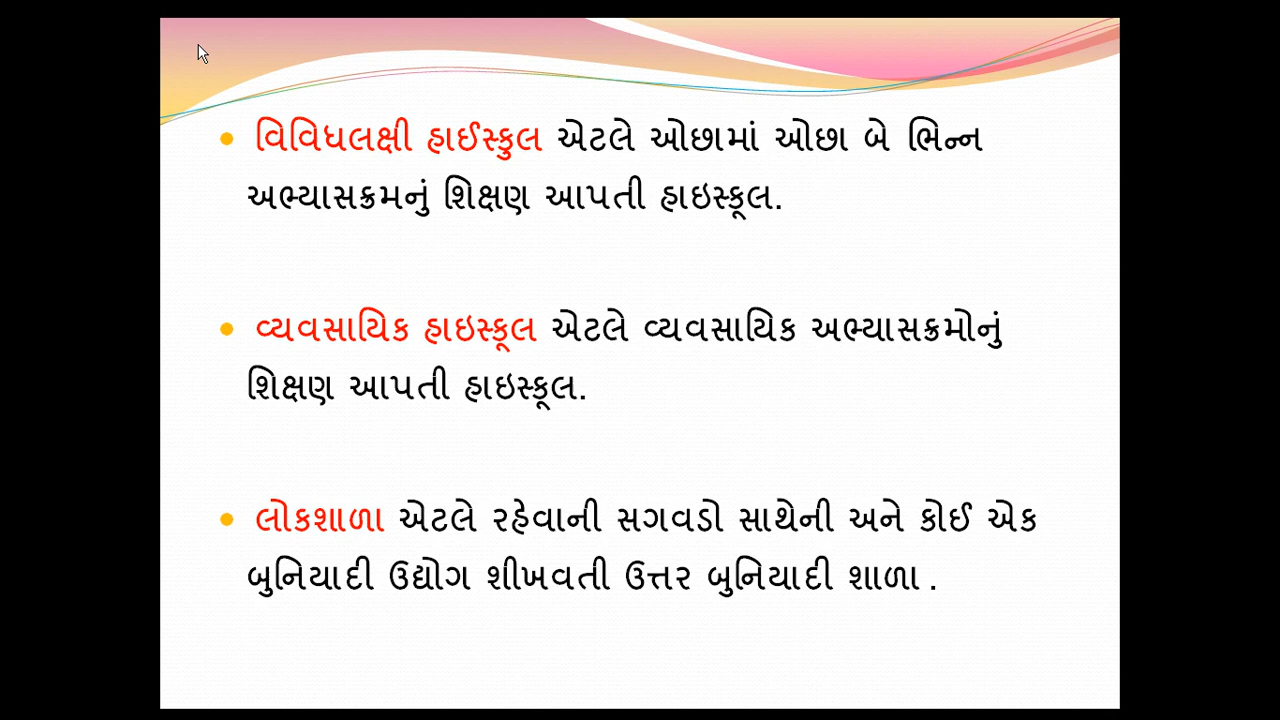 • વિવિધલક્ષી હાઈસ્કુલ એટલે ઓછામાં ઓછા બે ભિન્ન
અભ્યાસક્રમનું શિક્ષણ આપતી હાઇસ્કૂલ.
• વ્યવસાયિક હાઇસ્કૂલ એટલે વ્યવસાયિક અભ્યાસક્રમોનું
શિક્ષણ આપતી હાઇસ્કૂલ.
• લોકશાળા એટલે રહેવાની સગવડો સાથેની અને કોઈ એક
બુનિયાદી ઉદ્યોગ શીખવતી ઉત્તર બુનિયાદી શાળા .